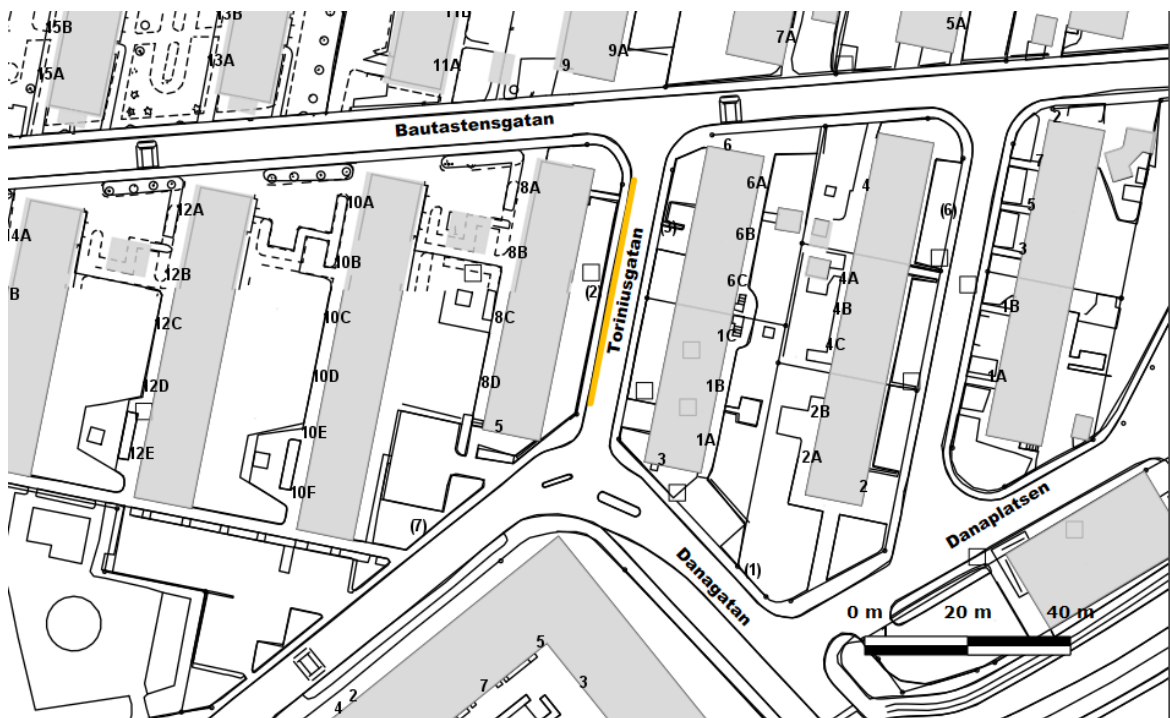 15B
13B
11B
5A
7A
9A
9
11A
13A
15A
Bautastensgatan
6
7
8A
6A
4
10A
12A
5
(6)
(3)
6B
14A
8B
3
10B
12B
4A
6C
(2)
B
Toriniusgatan
1B
4B
8C
10C
12C
1C
4C
1A
10D
8D
12D
1B
2B
5
10E
1A
12E
3
2A
2
10F
(7)
Danaplatsen
(1)
Danagatan
0 m
20 m
40 m
5
3
7
2
4